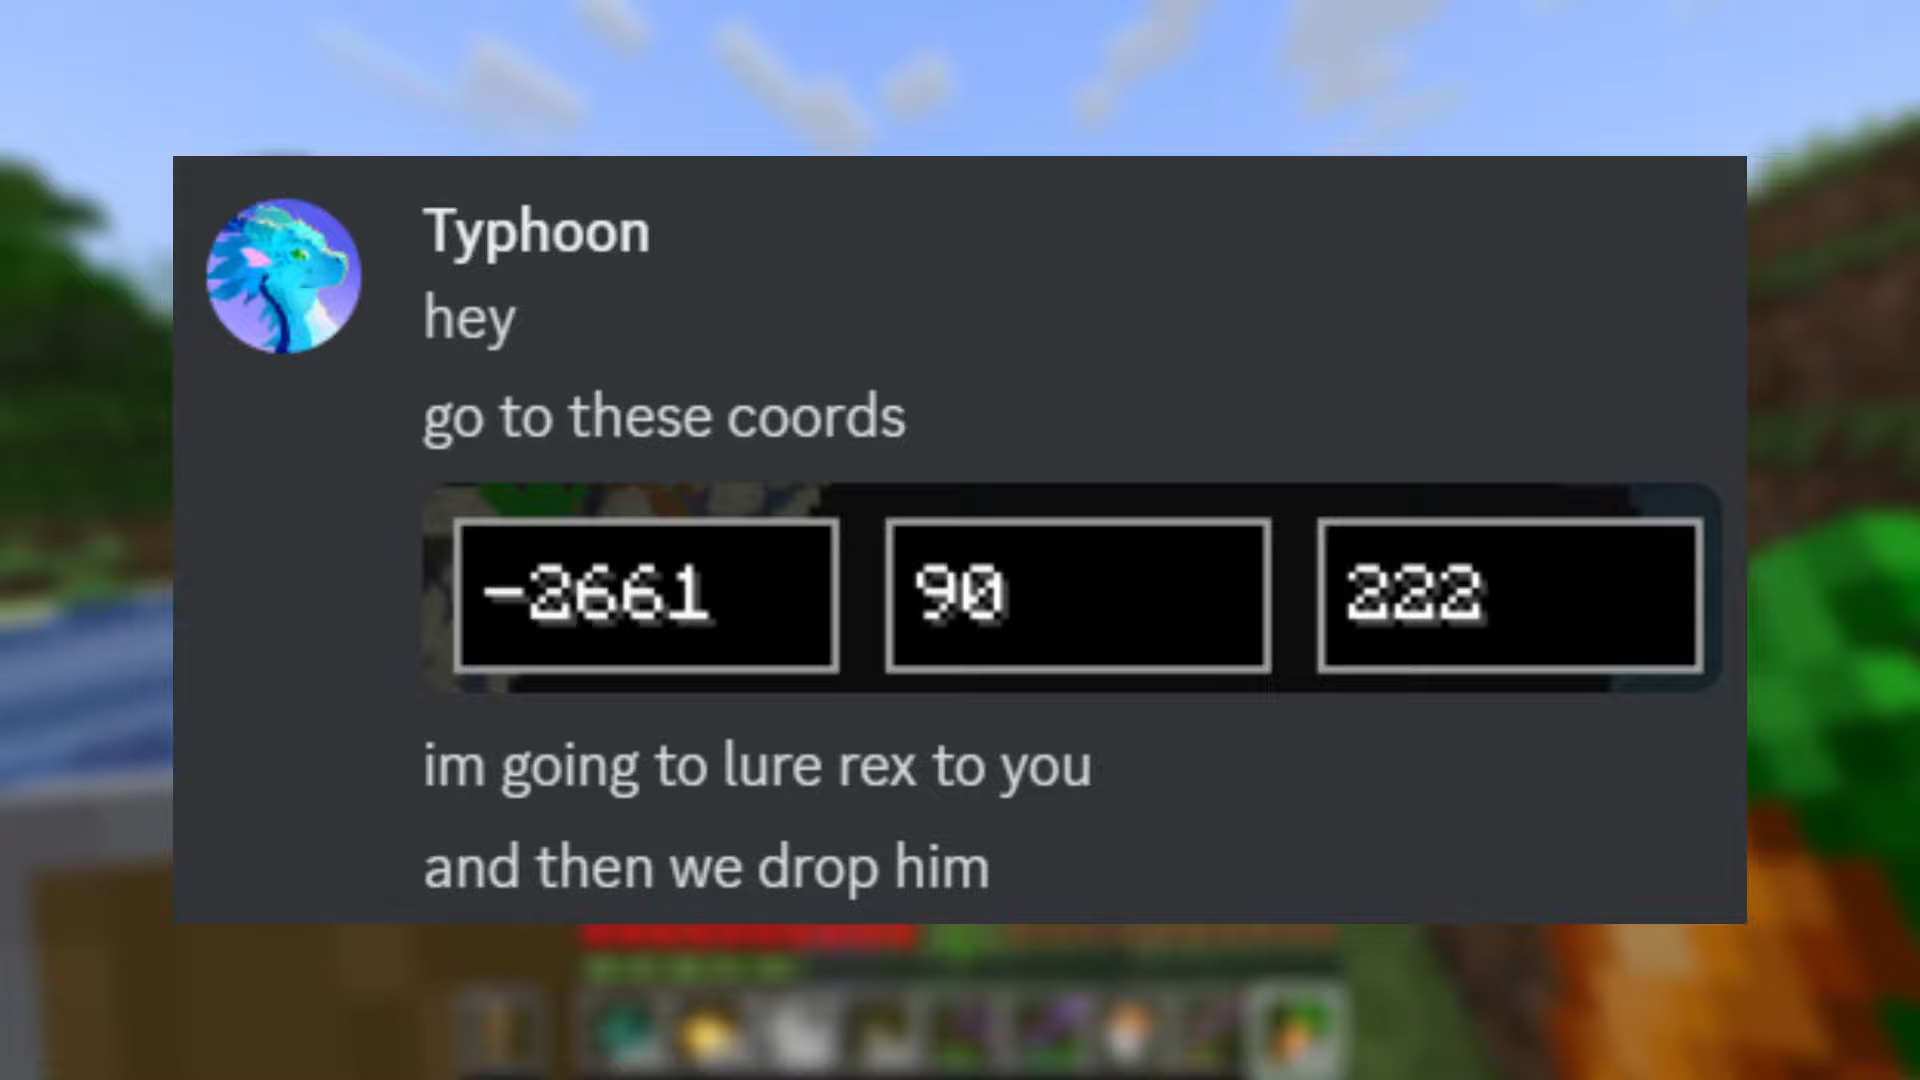 Typhoon
hey
go to these coords
-2661 90 222
im going to lure rex to you
and then we drop him